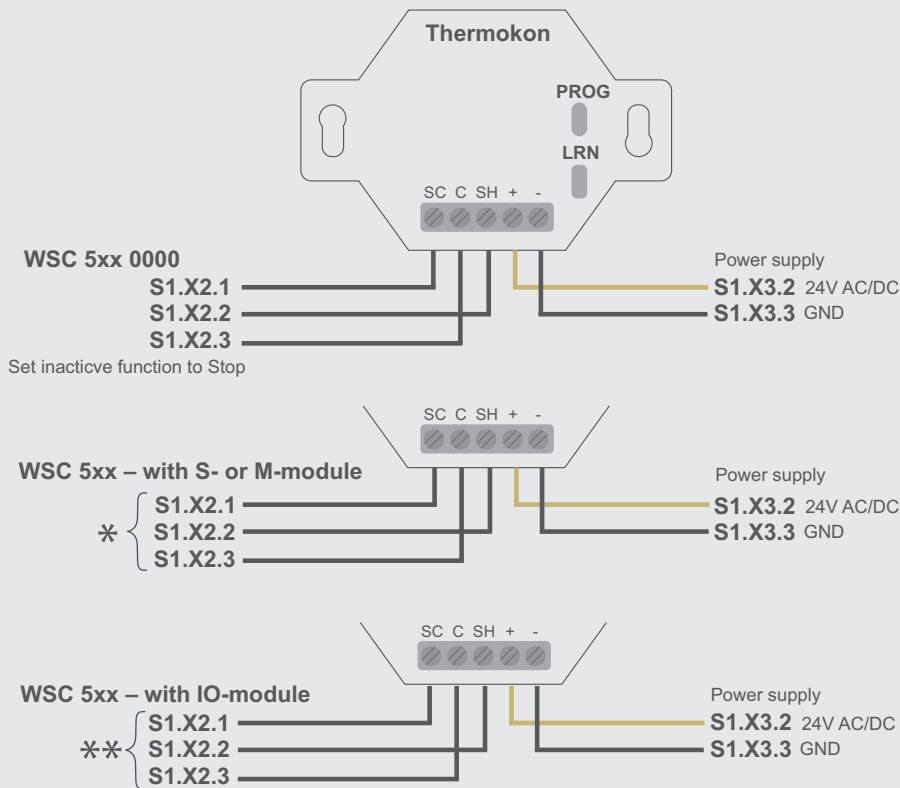 Thermokon
PROG
LRN
SC C SH + -
WSC 5xx 0000
S1.X2.1
S1.X2.2
S1.X2.3
Set inacticve function to Stop
Power supply
S1.X3.2 24V AC/DC
S1.X3.3 GND
SC C SH + -
WSC 5xx – with S- or M-module
*
S1.X2.1
S1.X2.2
S1.X2.3
Power supply
S1.X3.2 24V AC/DC
S1.X3.3 GND
SC C SH + -
WSC 5xx – with IO-module
**
S1.X2.1
S1.X2.2
S1.X2.3
Power supply
S1.X3.2 24V AC/DC
S1.X3.3 GND